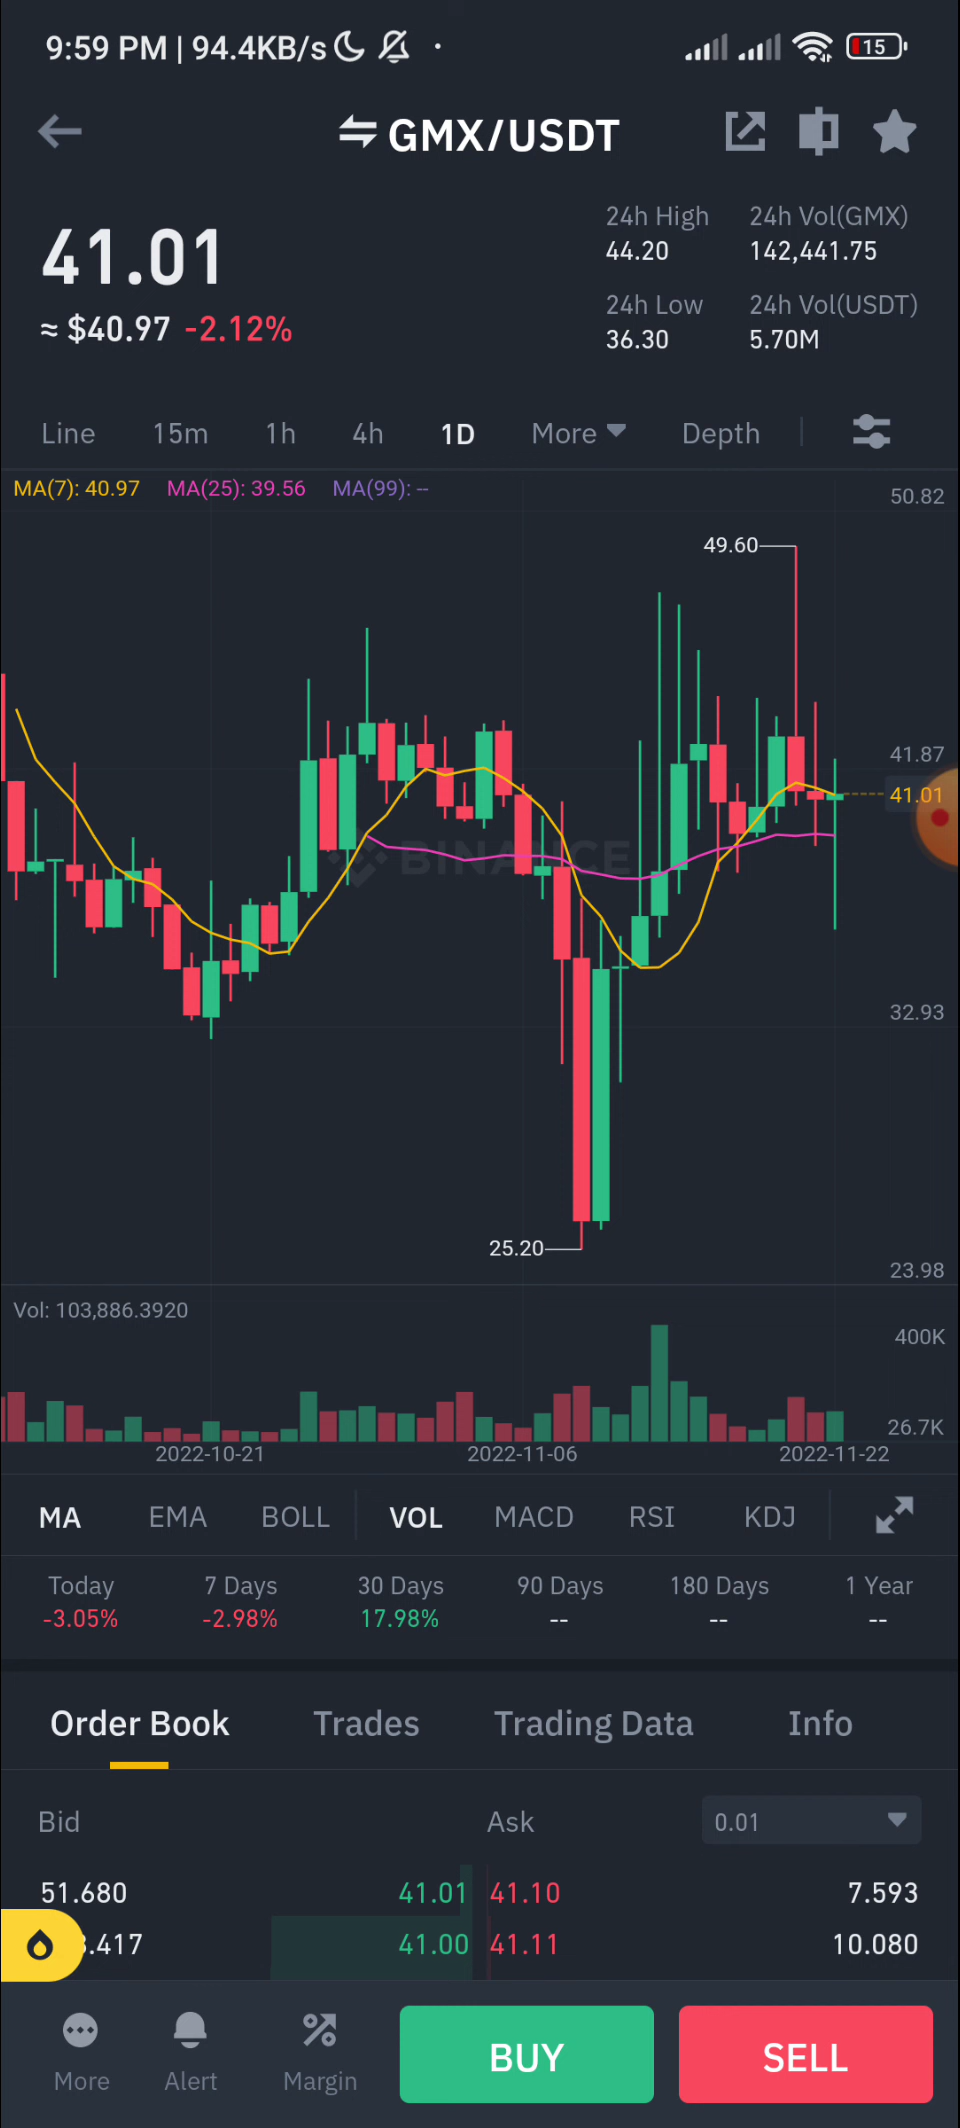 9:59 PM | 94.4KB/s
15
GMX/USDT
41.01
≈ $40.97 -2.12%
24h High
44.20
24h Vol(GMX)
142,441.75
24h Low
36.30
24h Vol(USDT)
5.70M
Line 15m 1h 4h 1D More Depth
MA(7): 40.97 MA(25): 39.56 MA(99): --
50.82
49.60
41.87
41.01
BINANCE
32.93
25.20
23.98
Vol: 103,886.3920
400K
26.7K
2022-10-21 2022-11-06 2022-11-22
MA EMA BOLL VOL MACD RSI KDJ
Today 7 Days 30 Days 90 Days 180 Days 1 Year
-3.05% -2.98% 17.98% -- -- --
Order Book Trades Trading Data Info
Bid Ask 0.01
51.680 41.01 41.10 7.593
.417 41.00 41.11 10.080
More Alert Margin BUY SELL